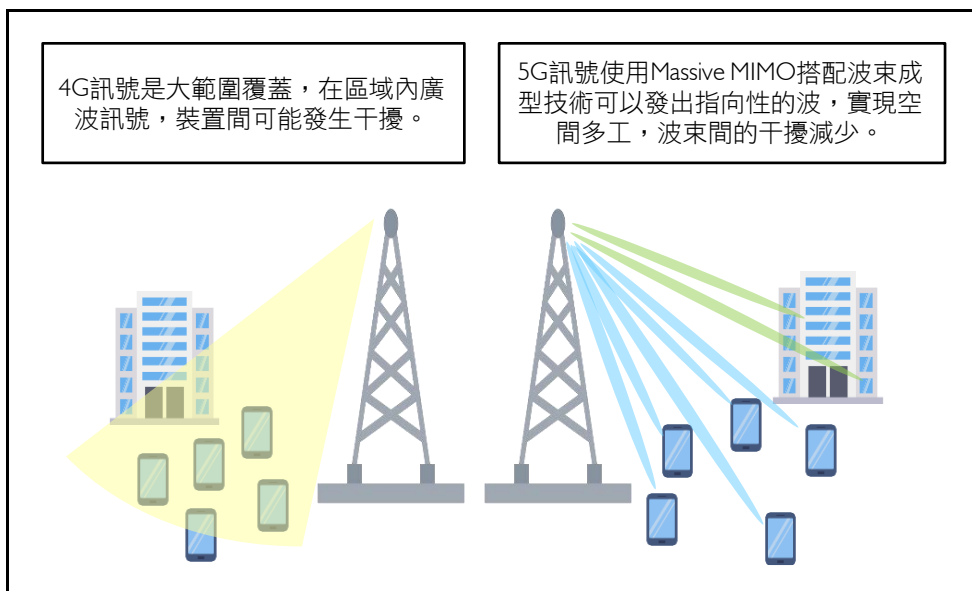 4G訊號是大範圍覆蓋，在區域內廣
波訊號，裝置間可能發生干擾。
5G訊號使用Massive MIMO搭配波束成
型技術可以發出指向性的波，實現空
間多工，波束間的干擾減少。